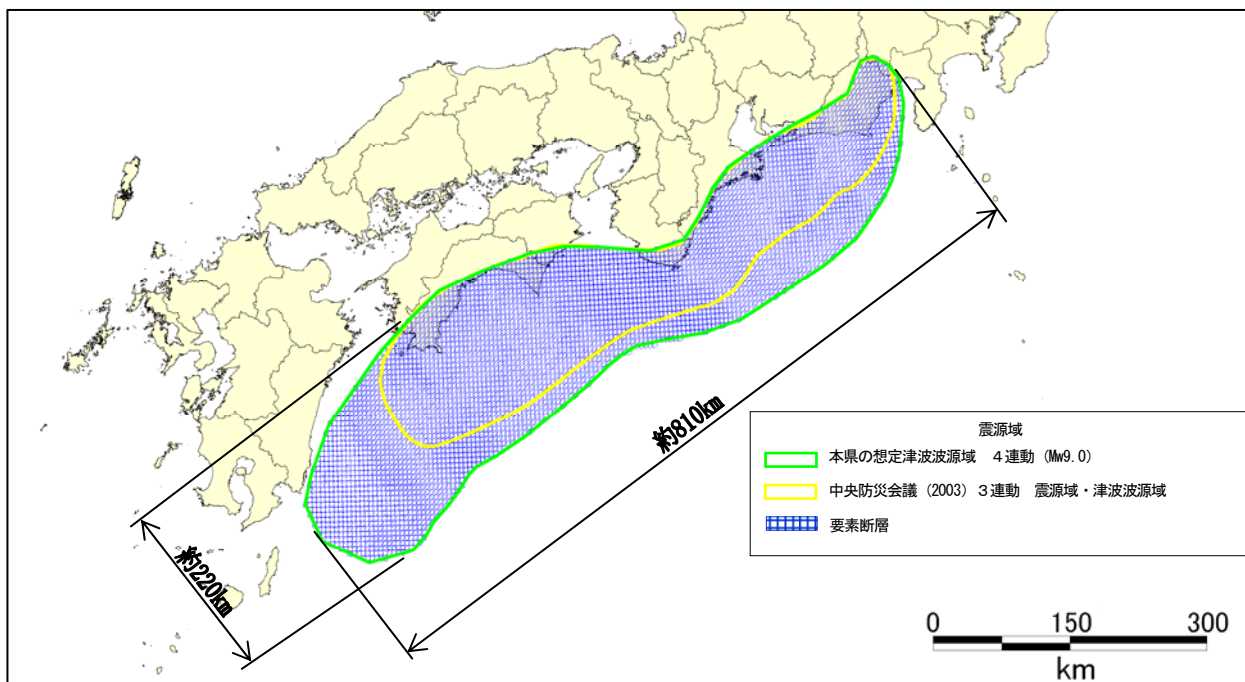 約810km
約220km
震源域
本県の想定津波波源域 4連動 (Mw9.0)
中央防災会議 (2003) 3連動 震源域・津波波源域
要素断層
0 150 300
km